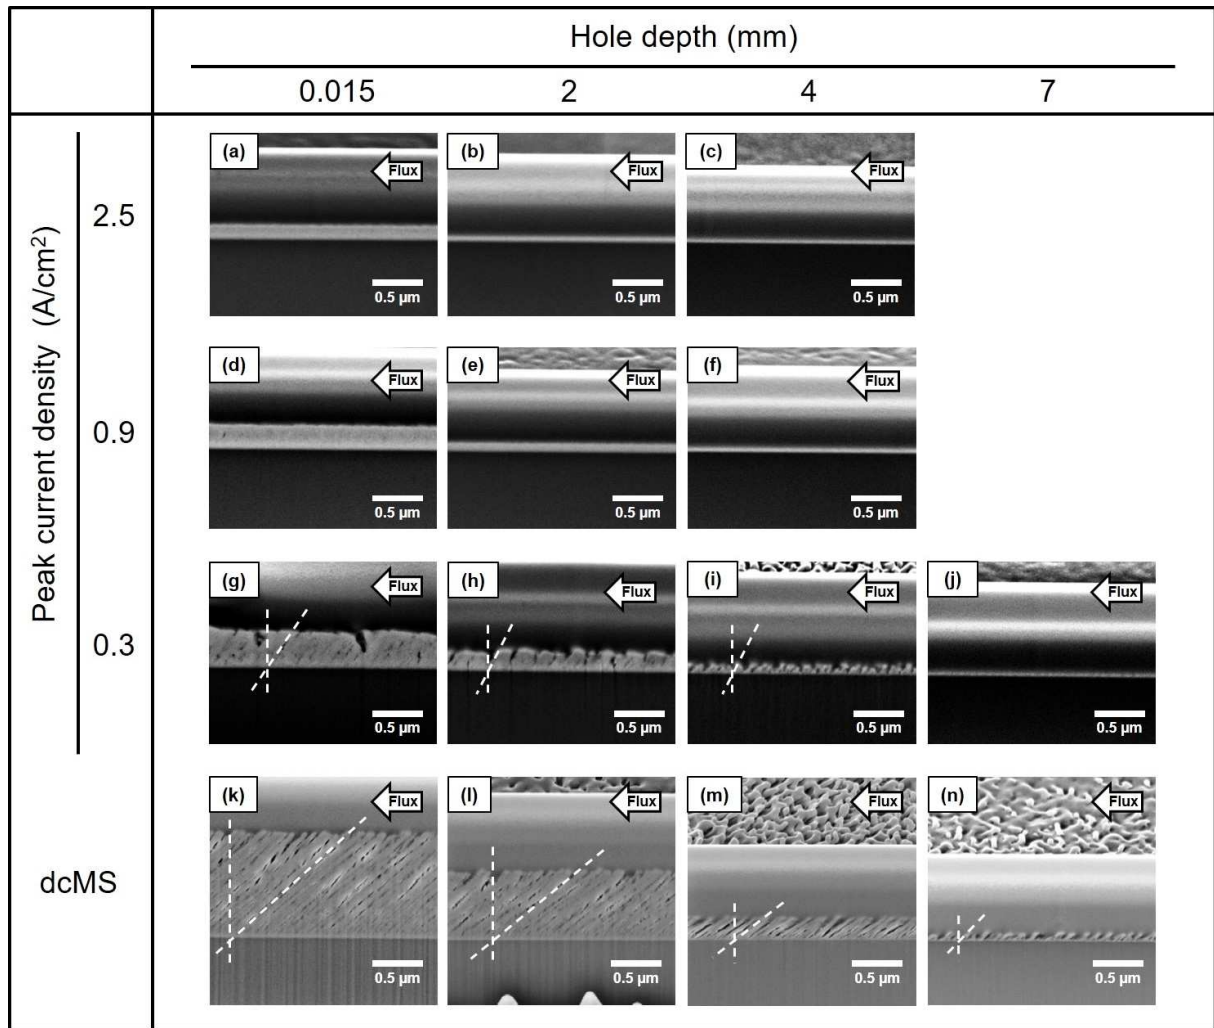 Hole depth (mm)
0.015 2 4 7
Peak current density (A/cm²)
2.5
(a) Flux 0.5 µm
(b) Flux 0.5 µm
(c) Flux 0.5 µm
0.9
(d) Flux 0.5 µm
(e) Flux 0.5 µm
(f) Flux 0.5 µm
0.3
(g) Flux 0.5 µm
(h) Flux 0.5 µm
(i) Flux 0.5 µm
(j) Flux 0.5 µm
dcMS
(k) Flux 0.5 µm
(l) Flux 0.5 µm
(m) Flux 0.5 µm
(n) Flux 0.5 µm